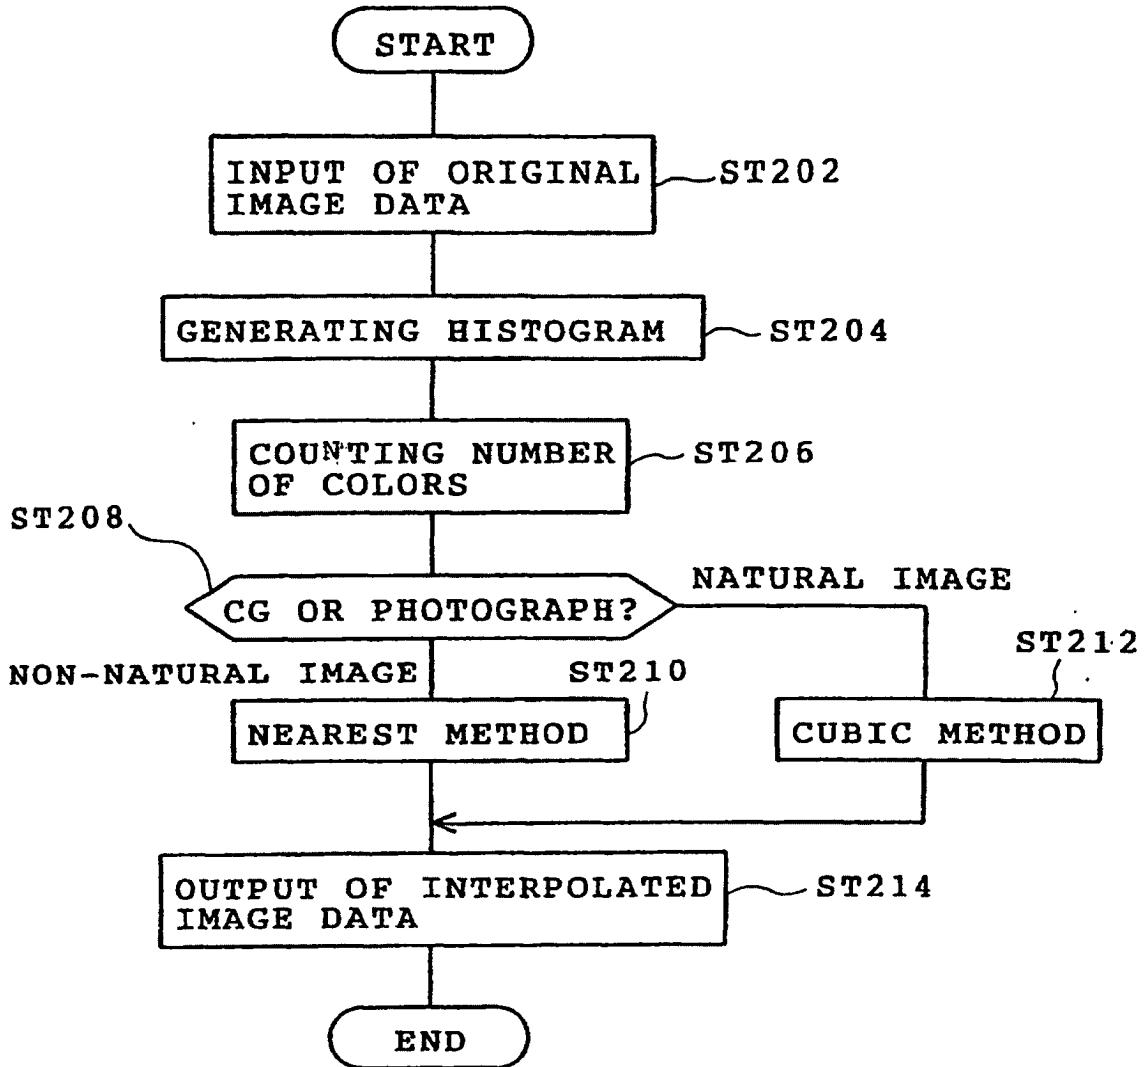 START
INPUT OF ORIGINAL
IMAGE DATA
ST202
GENERATING HISTOGRAM
ST204
COUNTING NUMBER
OF COLORS
ST206
ST208
CG OR PHOTOGRAPH?
NATURAL IMAGE
NON-NATURAL IMAGE
ST210
ST212
NEAREST METHOD
CUBIC METHOD
OUTPUT OF INTERPOLATED
IMAGE DATA
ST214
END